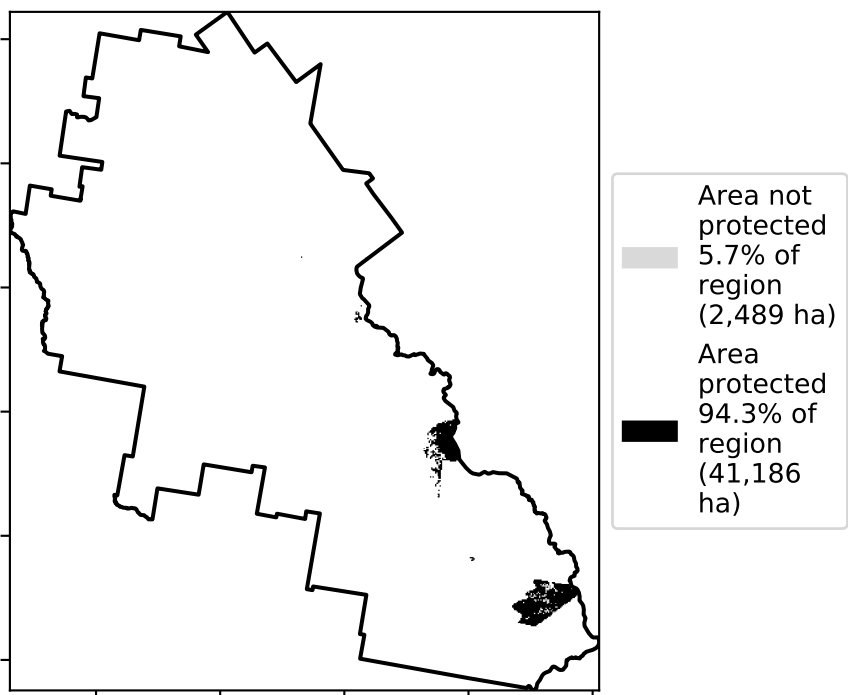 Area not
protected
5.7% of
region
(2,489 ha)
Area
protected
94.3% of
region
(41,186
ha)